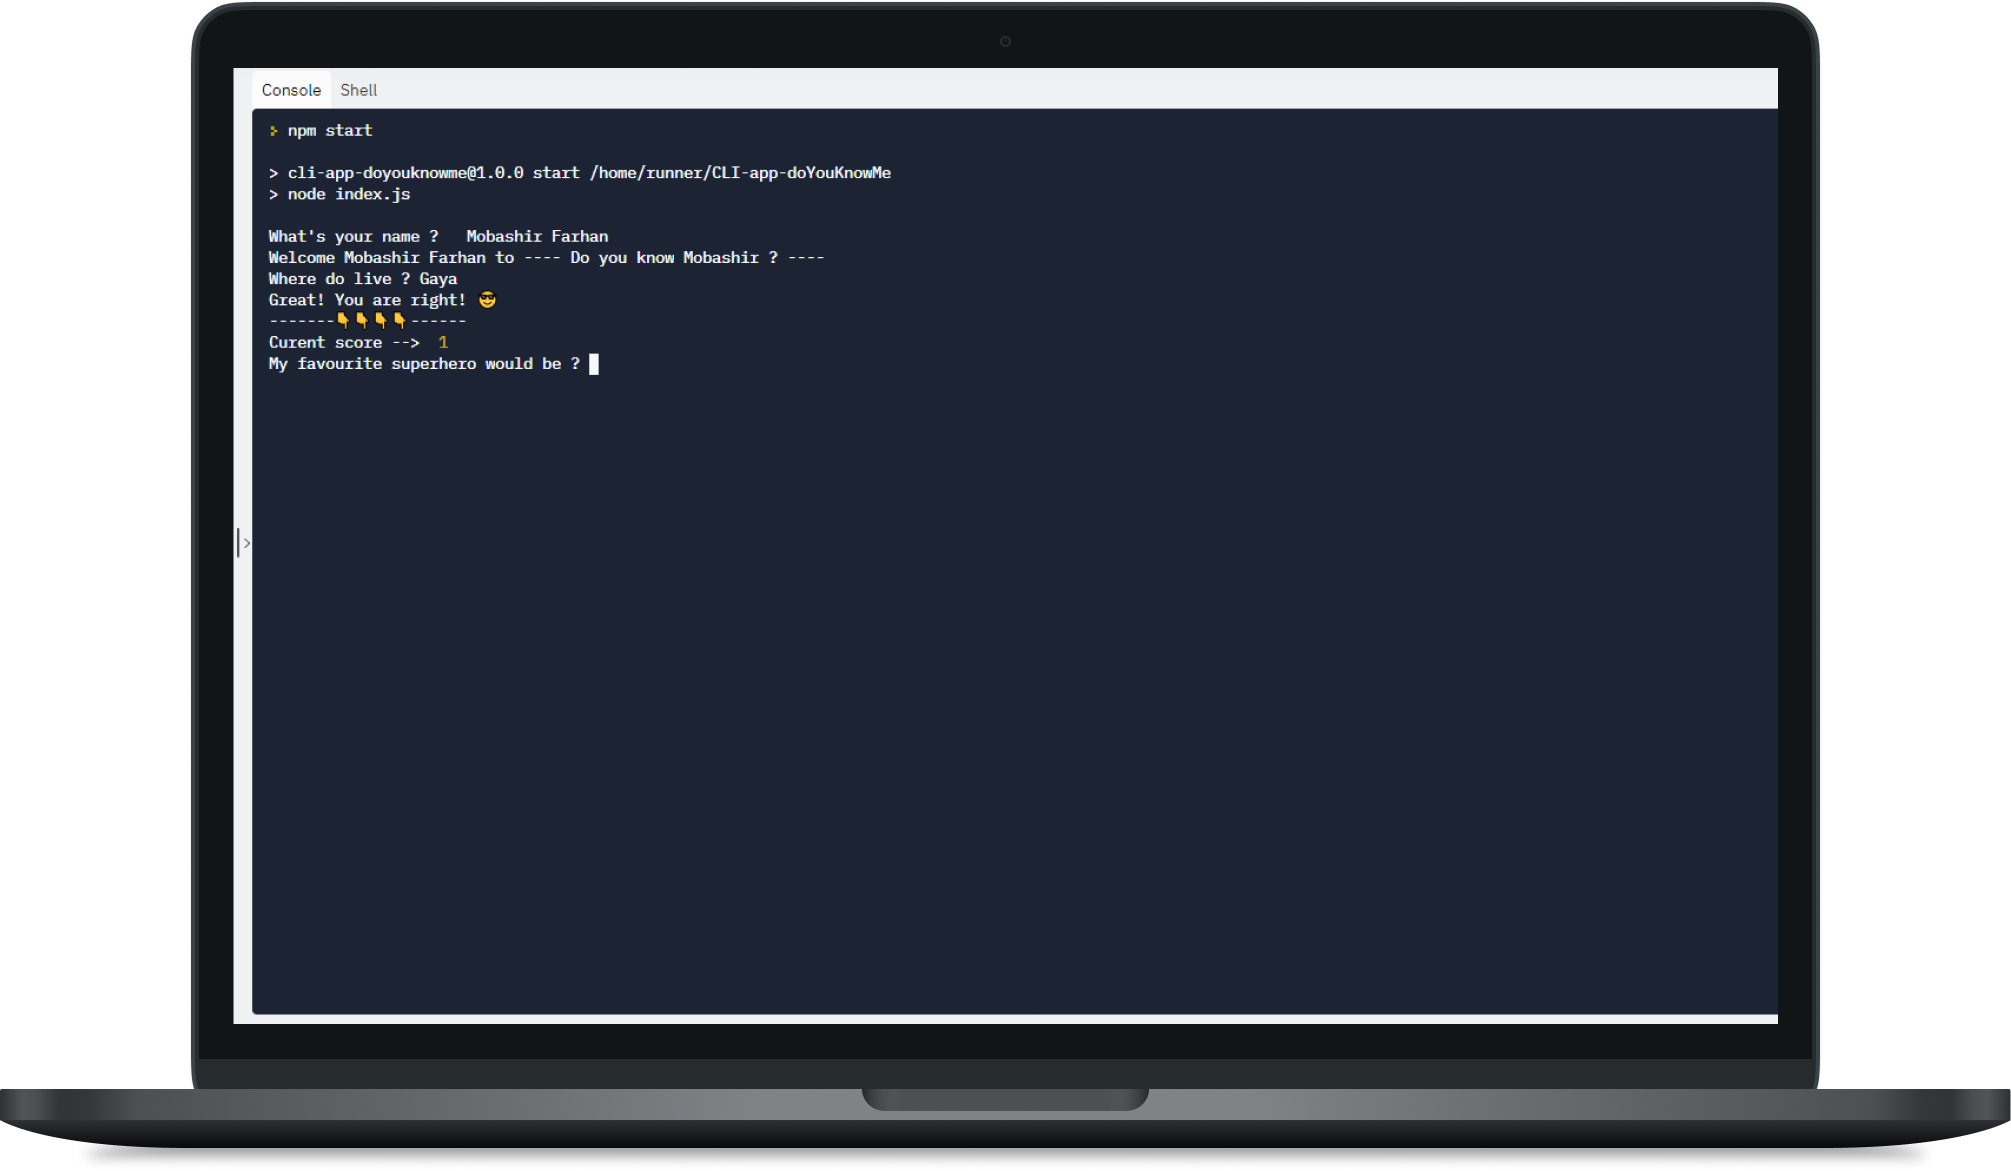 Console Shell
npm start
> cli-app-doyouknowme@1.0.0 start /home/runner/CLI-app-doYouKnowMe
> node index.js
What's your name ?   Mobashir Farhan
Welcome Mobashir Farhan to ---- Do you know Mobashir ? ----
Where do live ? Gaya
Great! You are right! 😎
-------👇👇👇👇------
Curent score -->  1
My favourite superhero would be ?